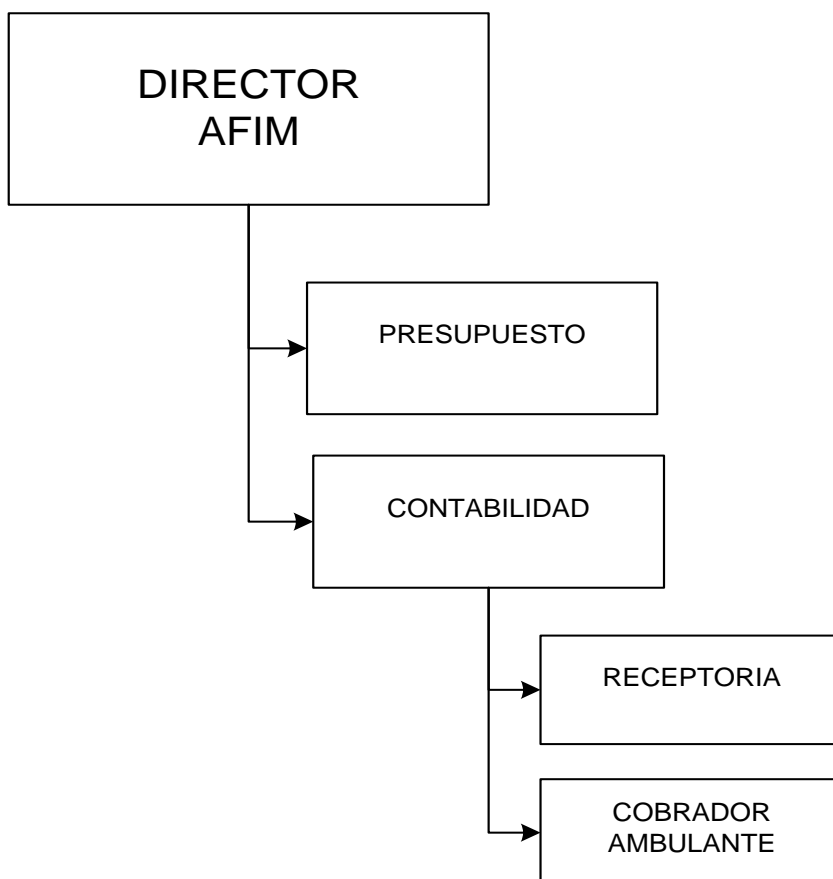 DIRECTOR
AFIM
PRESUPUESTO
CONTABILIDAD
RECEPTORIA
COBRADOR
AMBULANTE